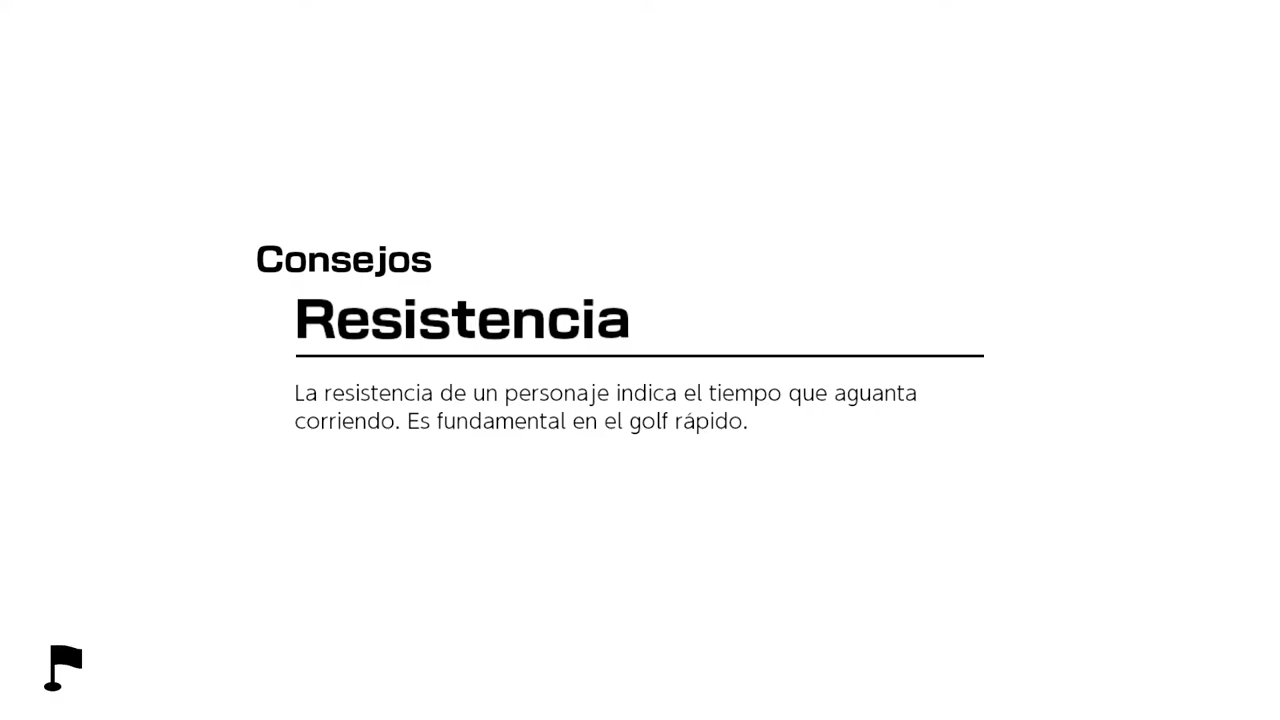 Consejos
Resistencia
La resistencia de un personaje indica el tiempo que aguanta
corriendo. Es fundamental en el golf rápido.